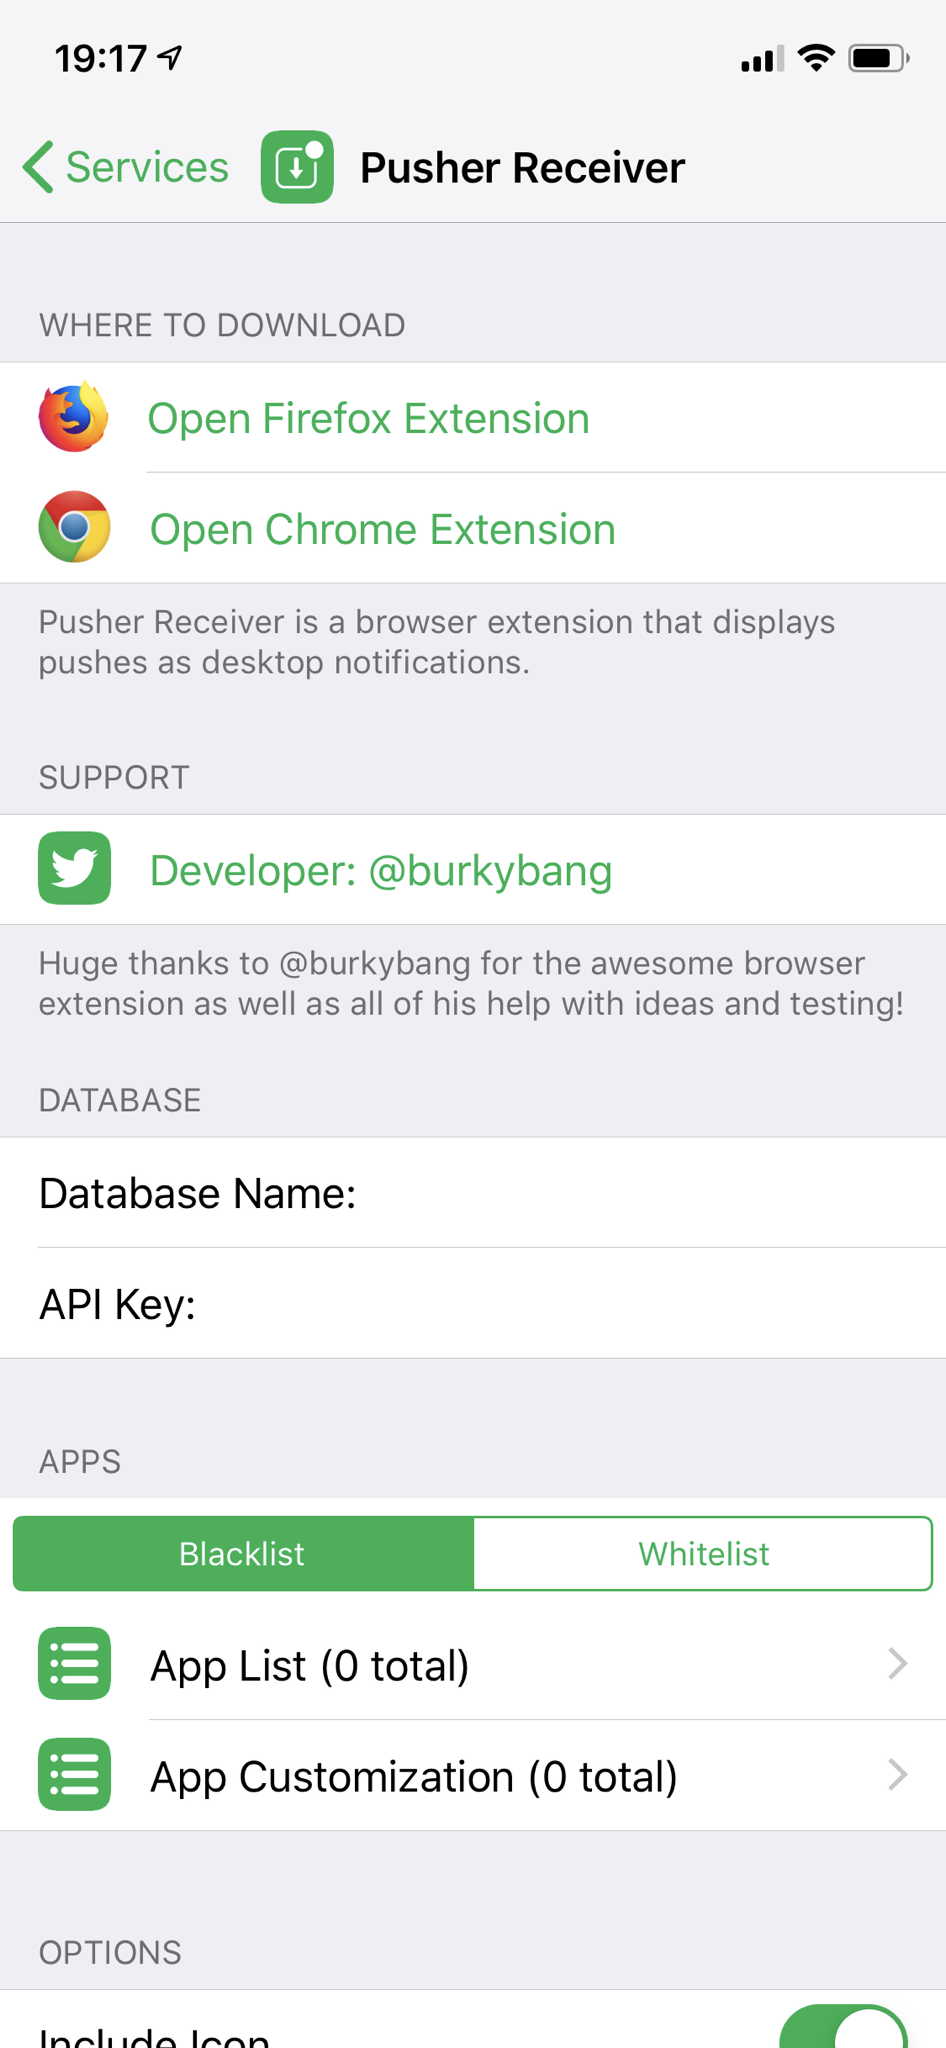 19:17
Services
Pusher Receiver
WHERE TO DOWNLOAD
Open Firefox Extension
Open Chrome Extension
Pusher Receiver is a browser extension that displays
pushes as desktop notifications.
SUPPORT
Developer: @burkybang
Huge thanks to @burkybang for the awesome browser
extension as well as all of his help with ideas and testing!
DATABASE
Database Name:
API Key:
APPS
Blacklist
Whitelist
App List (0 total)
App Customization (0 total)
OPTIONS
Include Icon